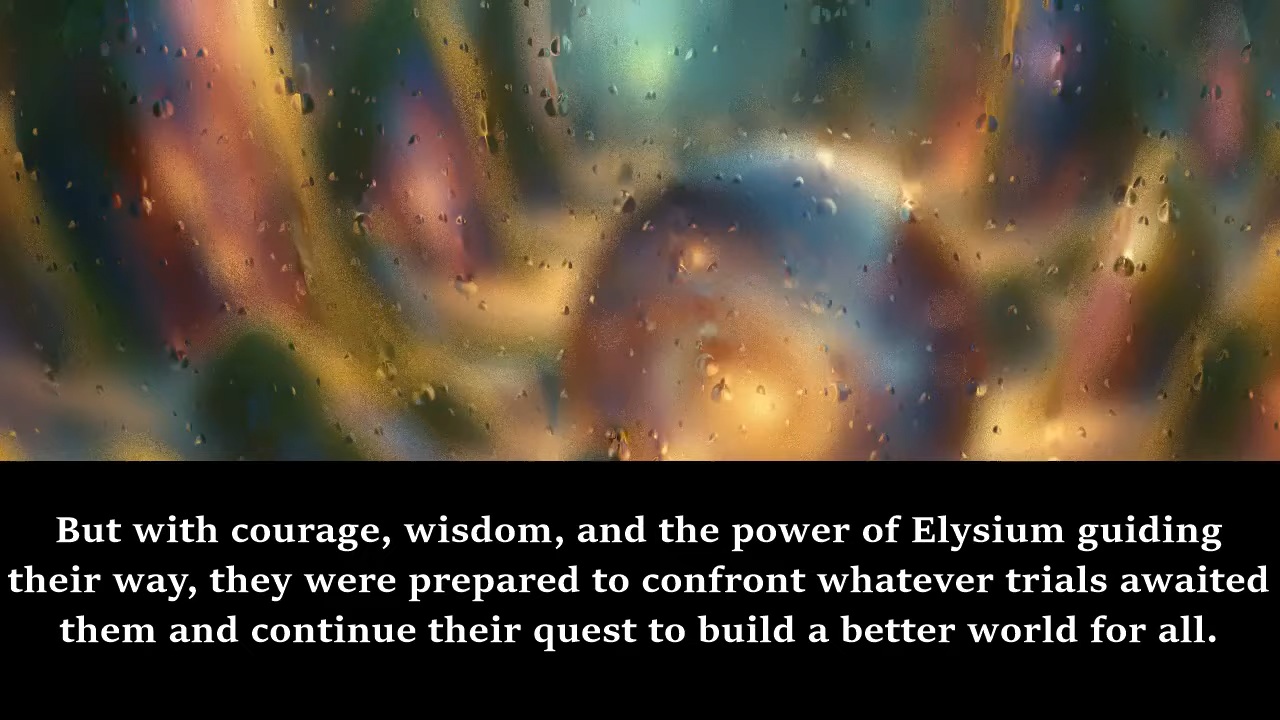 But with courage, wisdom, and the power of Elysium guiding
their way, they were prepared to confront whatever trials awaited
them and continue their quest to build a better world for all.